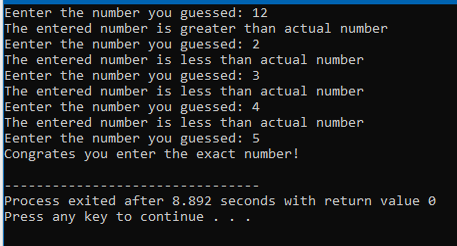 Eenter the number you guessed: 12
The entered number is greater than actual number
Eenter the number you guessed: 2
The entered number is less than actual number
Eenter the number you guessed: 3
The entered number is less than actual number
Eenter the number you guessed: 4
The entered number is less than actual number
Eenter the number you guessed: 5
Congrates you enter the exact number!
--------------------------------
Process exited after 8.892 seconds with return value 0
Press any key to continue . . .